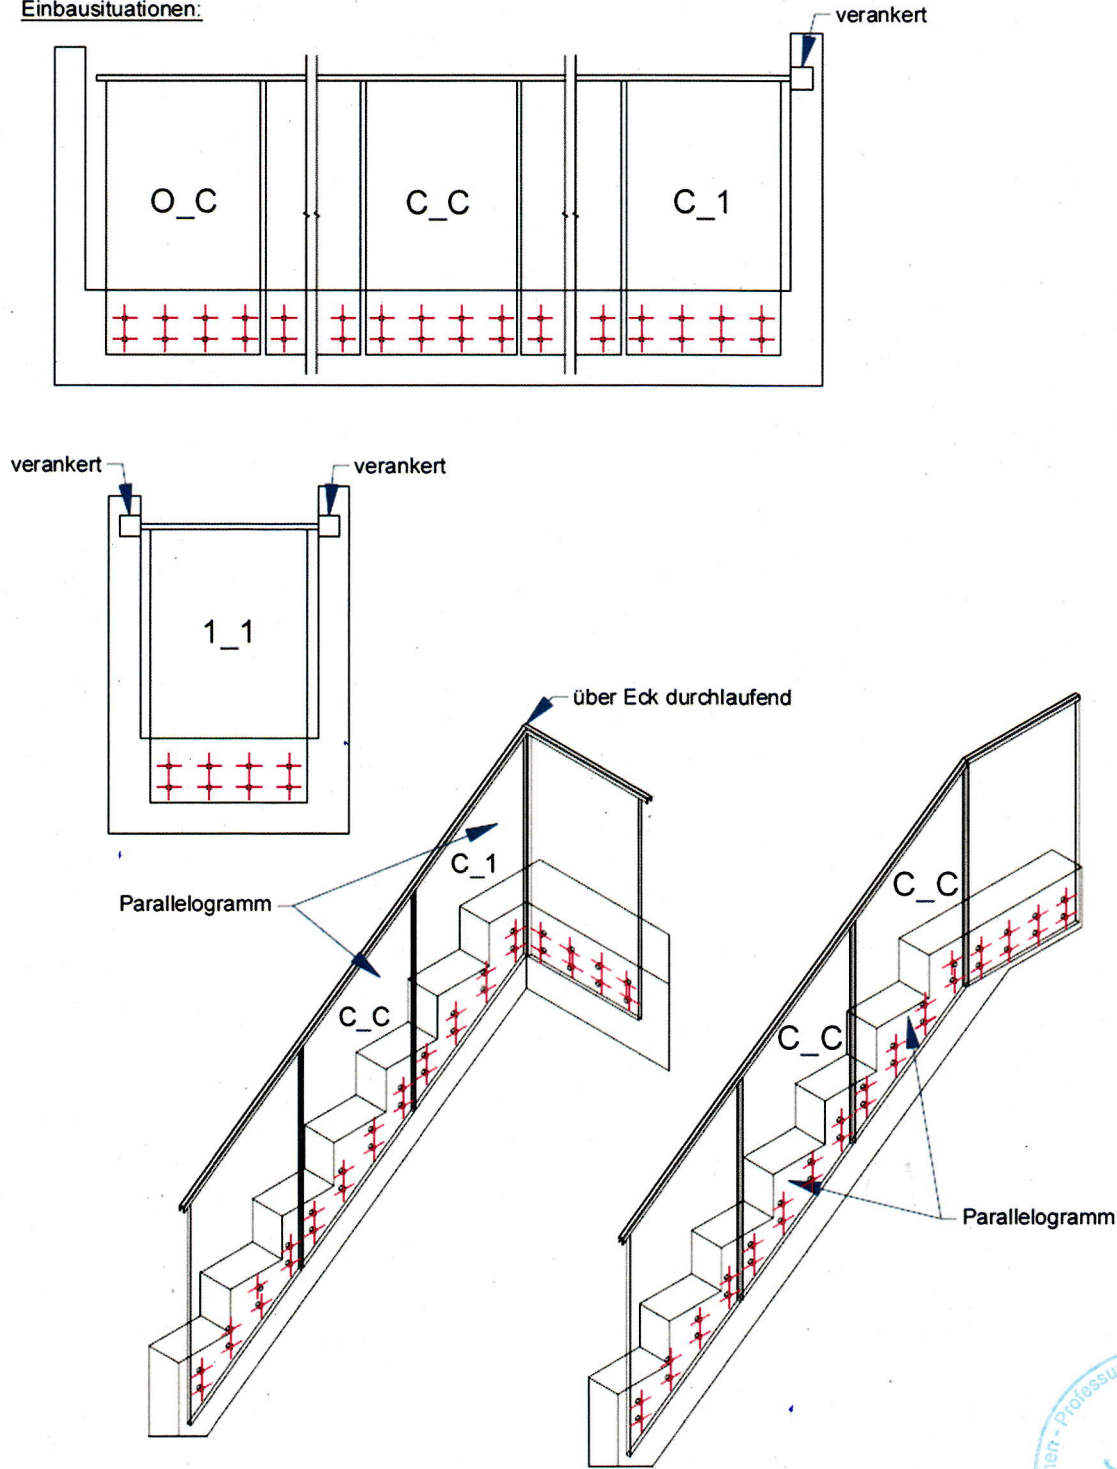 Einbausituationen:
verankert
O_C
C_C
C_1
verankert
verankert
1_1
über Eck durchlaufend
C_1
Parallelogramm
C_C
C_C
C_C
Parallelogramm